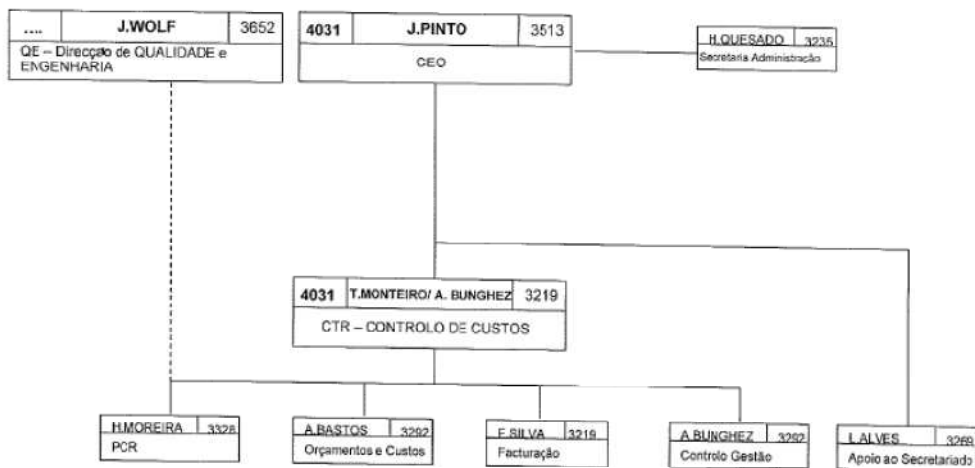 .... J.WOLF 3652
QE – Direcção de QUALIDADE e
ENGENHARIA
4031 J.PINTO 3513
CEO
H.QUESADO 3235
Secretaria Administração
4031 T.MONTEIRO/ A. BUNGHEZ 3219
CTR – CONTROLO DE CUSTOS
H.MOREIRA 3328
PCR
A.BASTOS 3292
Orçamentos e Custos
F.SILVA 3219
Facturação
A.BUNGHEZ 3292
Controlo Gestão
L.ALVES 3269
Apoio ao Secretariado